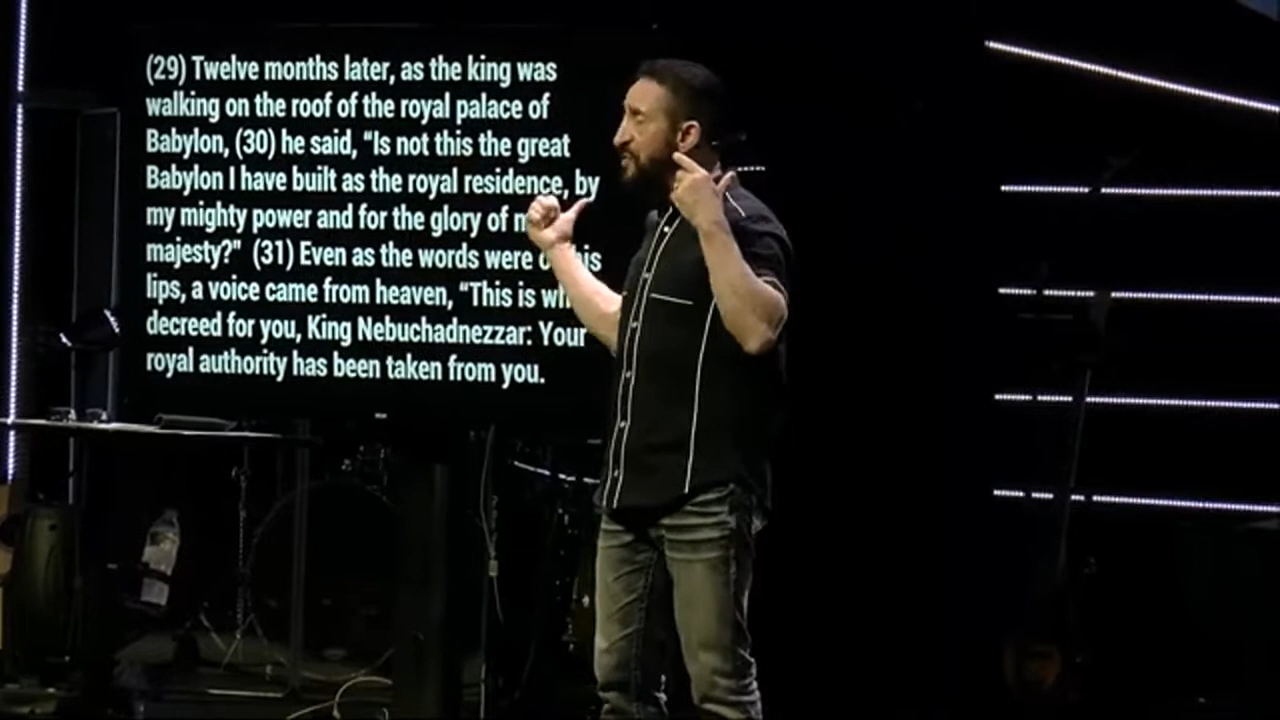 (29) Twelve months later, as the king was
walking on the roof of the royal palace of
Babylon, (30) he said, “Is not this the great
Babylon I have built as the royal residence, by
my mighty power and for the glory of
majesty?" (31) Even as the words were
lips, a voice came from heaven, “This is
decreed for you, King Nebuchadnezzar: Your
royal authority has been taken from you.